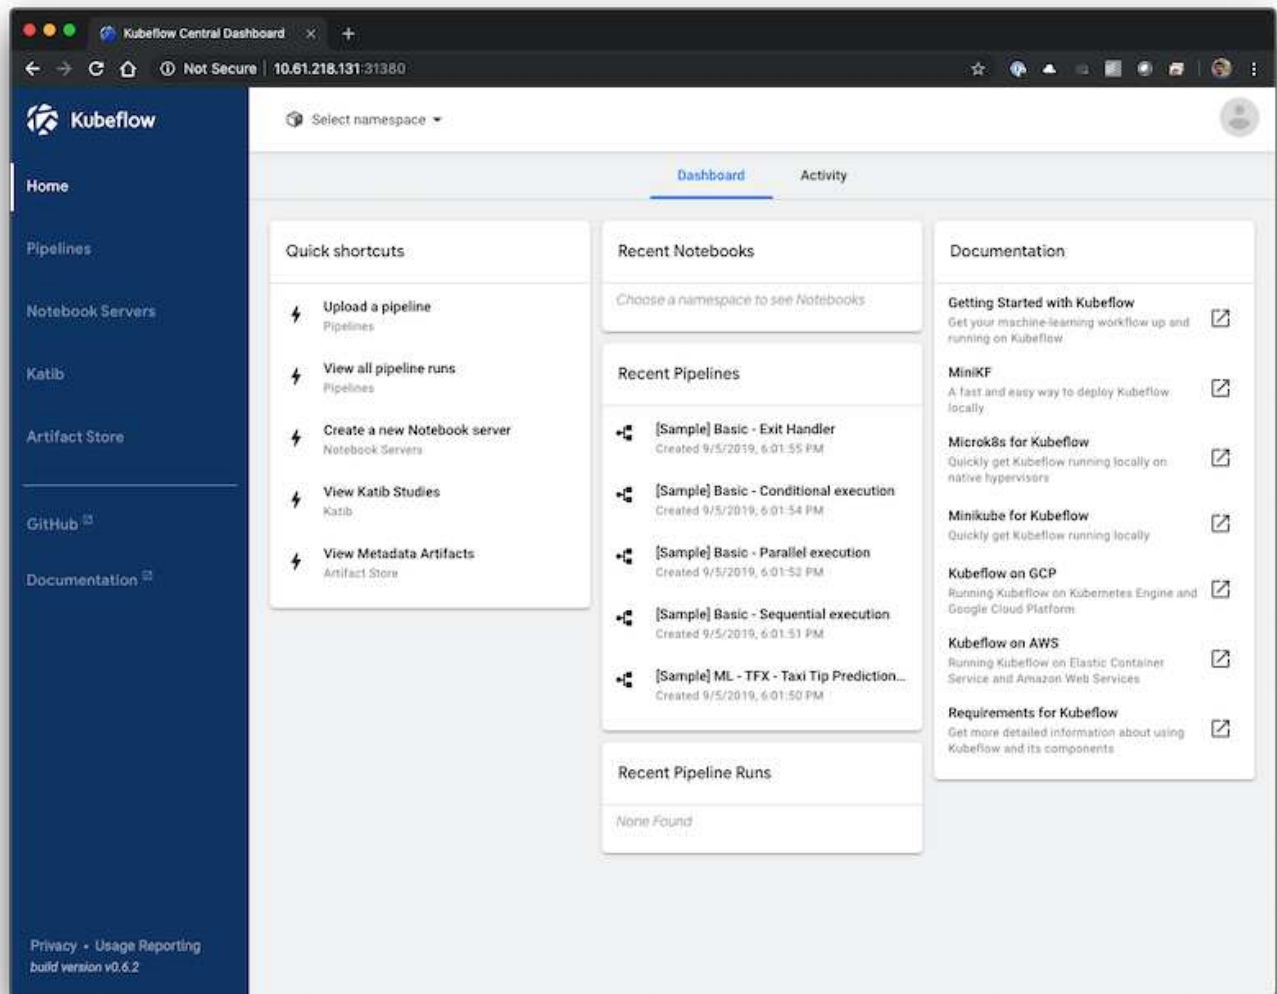 Kubeflow Central Dashboard
Not Secure | 10.61.218.131:31380
Kubeflow
Select namespace
Home
Pipelines
Notebook Servers
Katib
Artifact Store
GitHub
Documentation
Privacy • Usage Reporting
build version v0.6.2
Dashboard
Activity
Quick shortcuts
Upload a pipeline
Pipelines
View all pipeline runs
Pipelines
Create a new Notebook server
Notebook Servers
View Katib Studies
Katib
View Metadata Artifacts
Artifact Store
Recent Notebooks
Choose a namespace to see Notebooks
Recent Pipelines
[Sample] Basic - Exit Handler
Created 9/5/2019, 6:01:55 PM
[Sample] Basic - Conditional execution
Created 9/5/2019, 6:01:54 PM
[Sample] Basic - Parallel execution
Created 9/5/2019, 6:01:52 PM
[Sample] Basic - Sequential execution
Created 9/5/2019, 6:01:51 PM
[Sample] ML - TFX - Taxi Tip Prediction...
Created 9/5/2019, 6:01:50 PM
Recent Pipeline Runs
None Found
Documentation
Getting Started with Kubeflow
Get your machine-learning workflow up and
running on Kubeflow
MiniKF
A fast and easy way to deploy Kubeflow
locally
Microk8s for Kubeflow
Quickly get Kubeflow running locally on
native hypervisors
Minikube for Kubeflow
Quickly get Kubeflow running locally
Kubeflow on GCP
Running Kubeflow on Kubernetes Engine and
Google Cloud Platform
Kubeflow on AWS
Running Kubeflow on Elastic Container
Service and Amazon Web Services
Requirements for Kubeflow
Get more detailed information about using
Kubeflow and its components